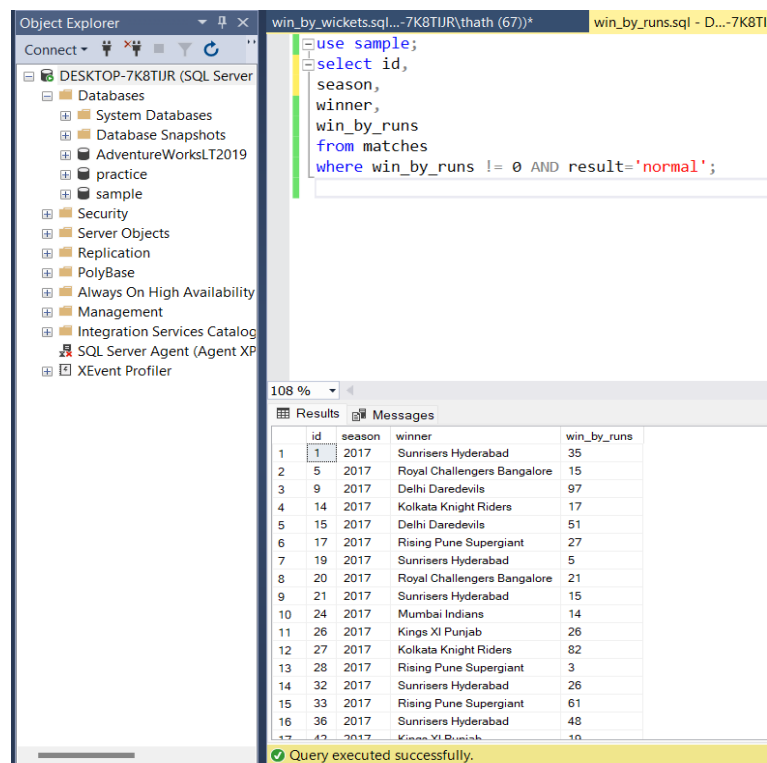 Object Explorer
Connect
DESKTOP-7K8TIJR (SQL Server
Databases
System Databases
Database Snapshots
AdventureWorksLT2019
practice
sample
Security
Server Objects
Replication
PolyBase
Always On High Availability
Management
Integration Services Catalog
SQL Server Agent (Agent XP
XEvent Profiler
win_by_wickets.sql...-7K8TIJR\thath (67))* win_by_runs.sql - D...-7K8TI
use sample;
select id,
season,
winner,
win_by_runs
from matches
where win_by_runs != 0 AND result='normal';
108 %
Results Messages
id season winner win_by_runs
1 1 2017 Sunrisers Hyderabad 35
2 5 2017 Royal Challengers Bangalore 15
3 9 2017 Delhi Daredevils 97
4 14 2017 Kolkata Knight Riders 17
5 15 2017 Delhi Daredevils 51
6 17 2017 Rising Pune Supergiant 27
7 19 2017 Sunrisers Hyderabad 5
8 20 2017 Royal Challengers Bangalore 21
9 21 2017 Sunrisers Hyderabad 15
10 24 2017 Mumbai Indians 14
11 26 2017 Kings XI Punjab 26
12 27 2017 Kolkata Knight Riders 82
13 28 2017 Rising Pune Supergiant 3
14 32 2017 Sunrisers Hyderabad 26
15 33 2017 Rising Pune Supergiant 61
16 36 2017 Sunrisers Hyderabad 48
17 42 2017 Kings XI Punjab 19
Query executed successfully.